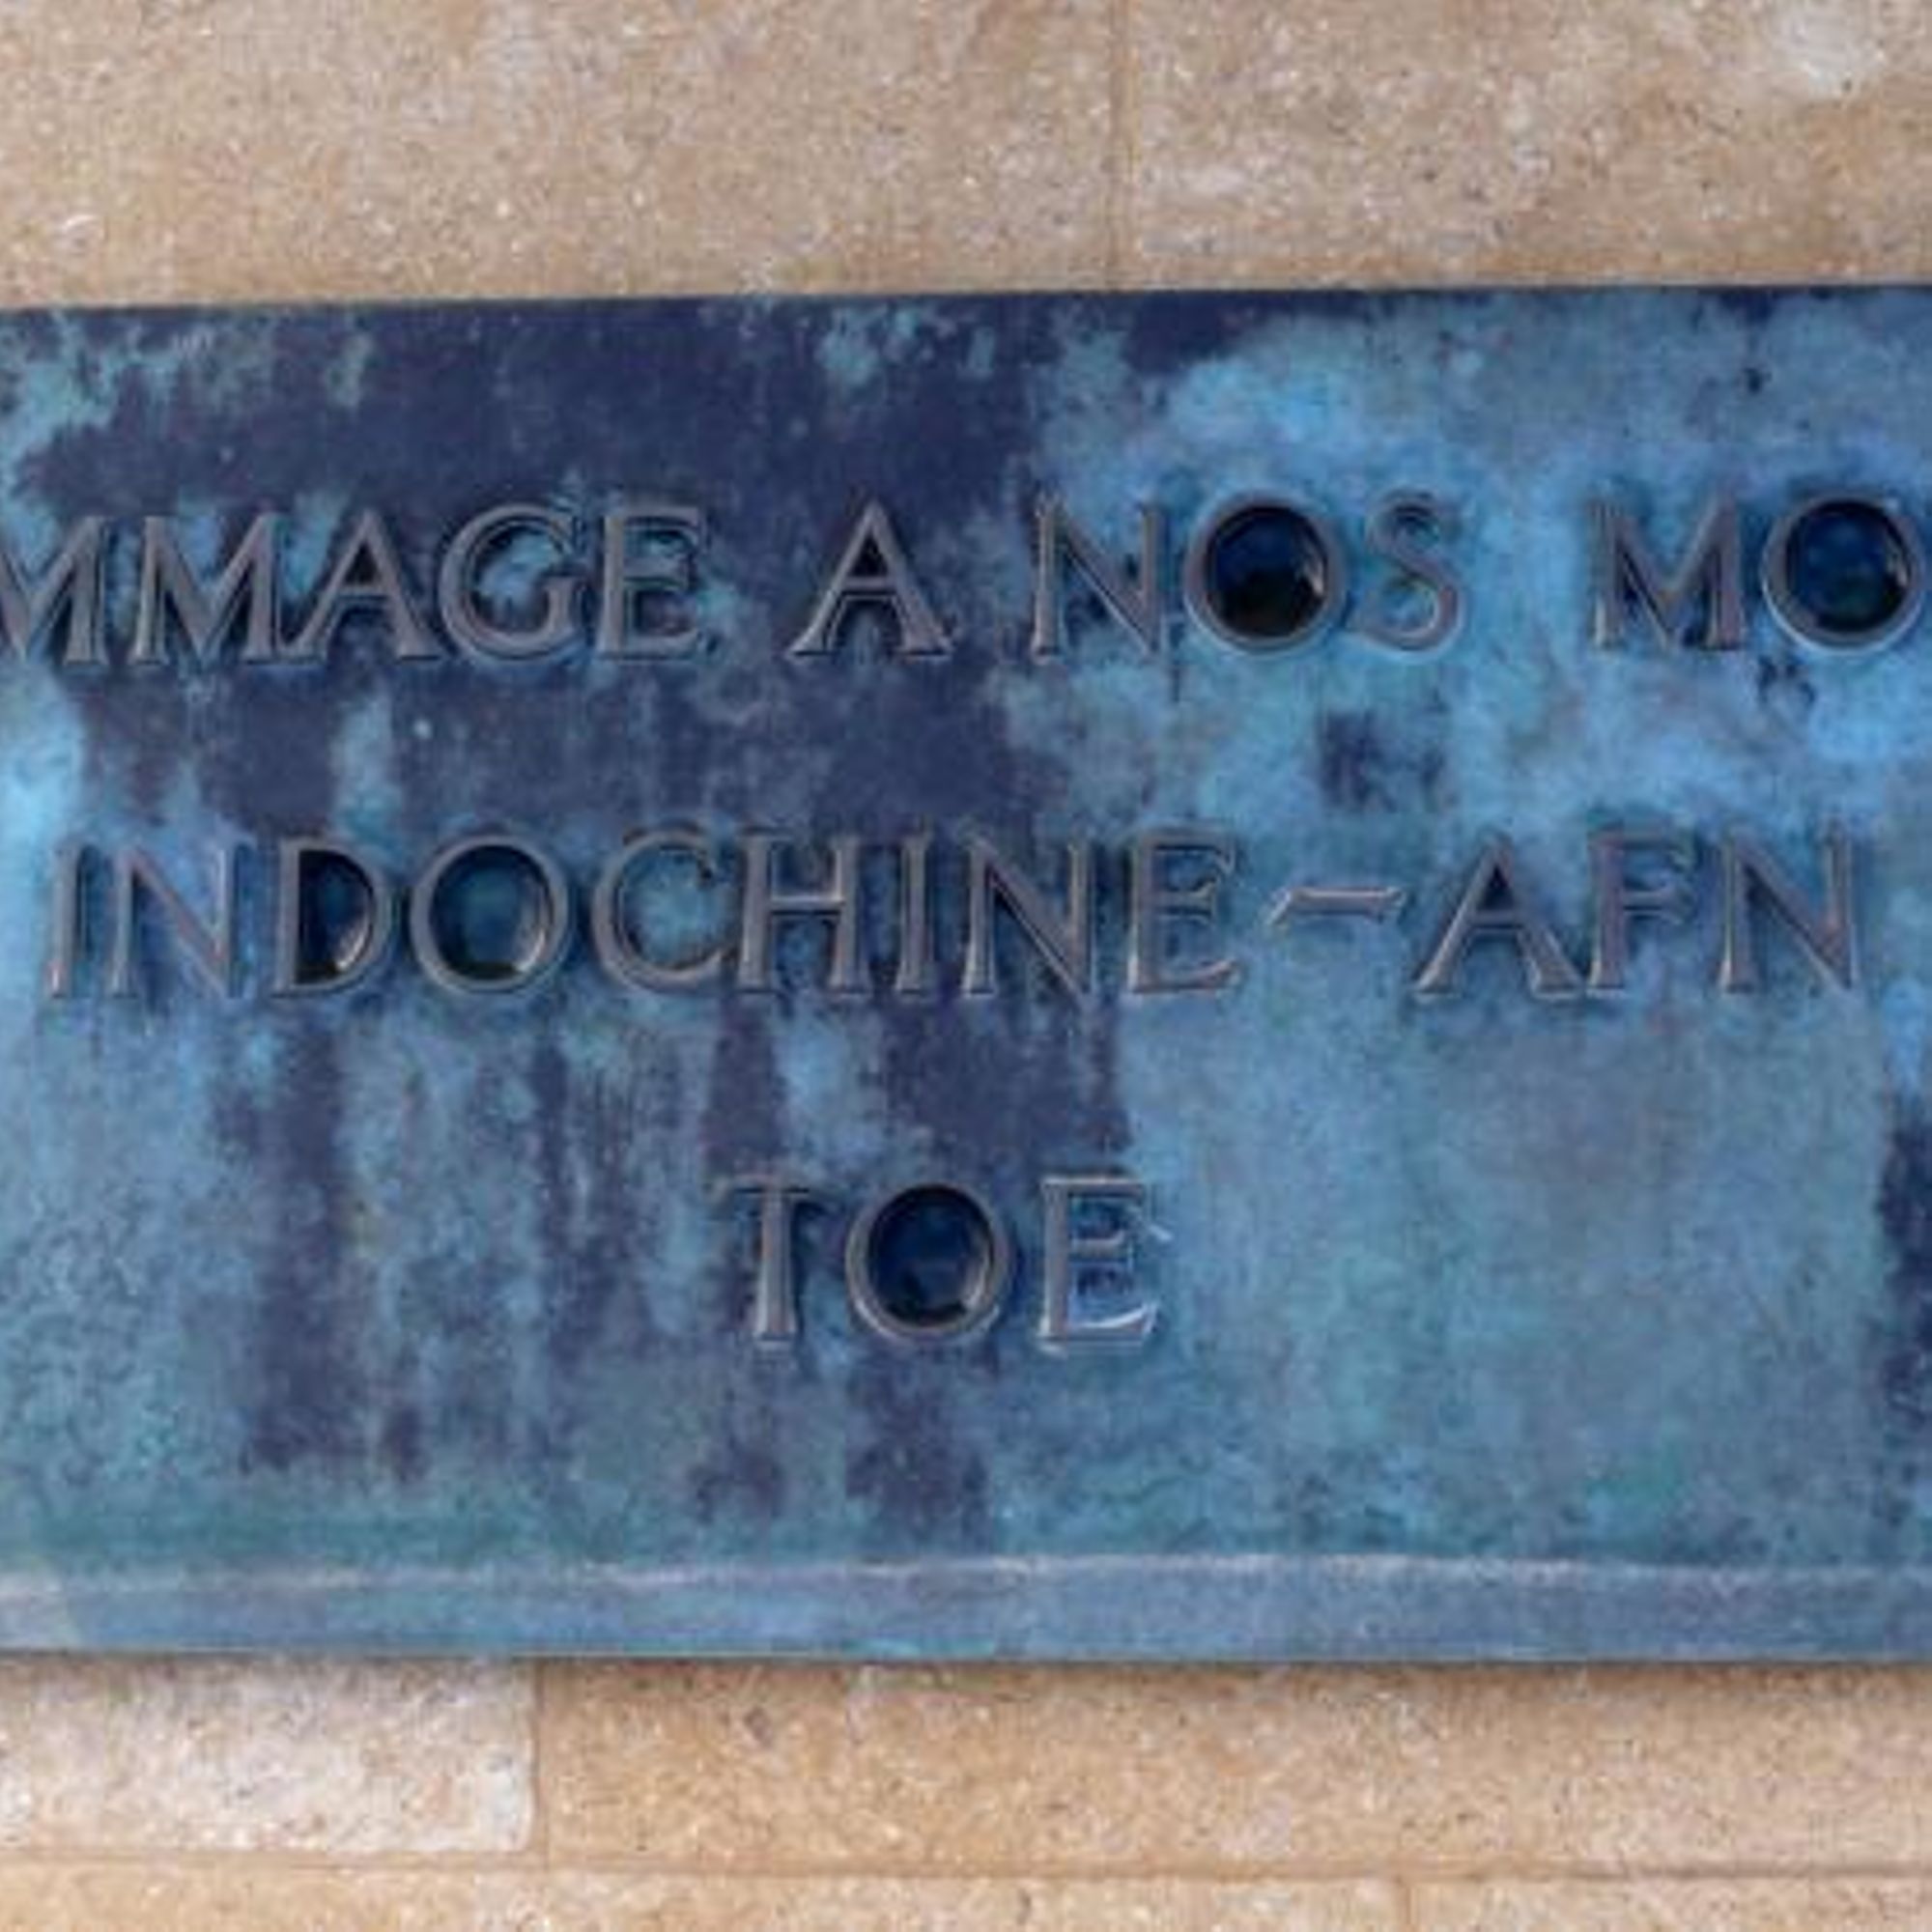 MMAGE A NOS MO
INDOCHINE-AFN
TOE